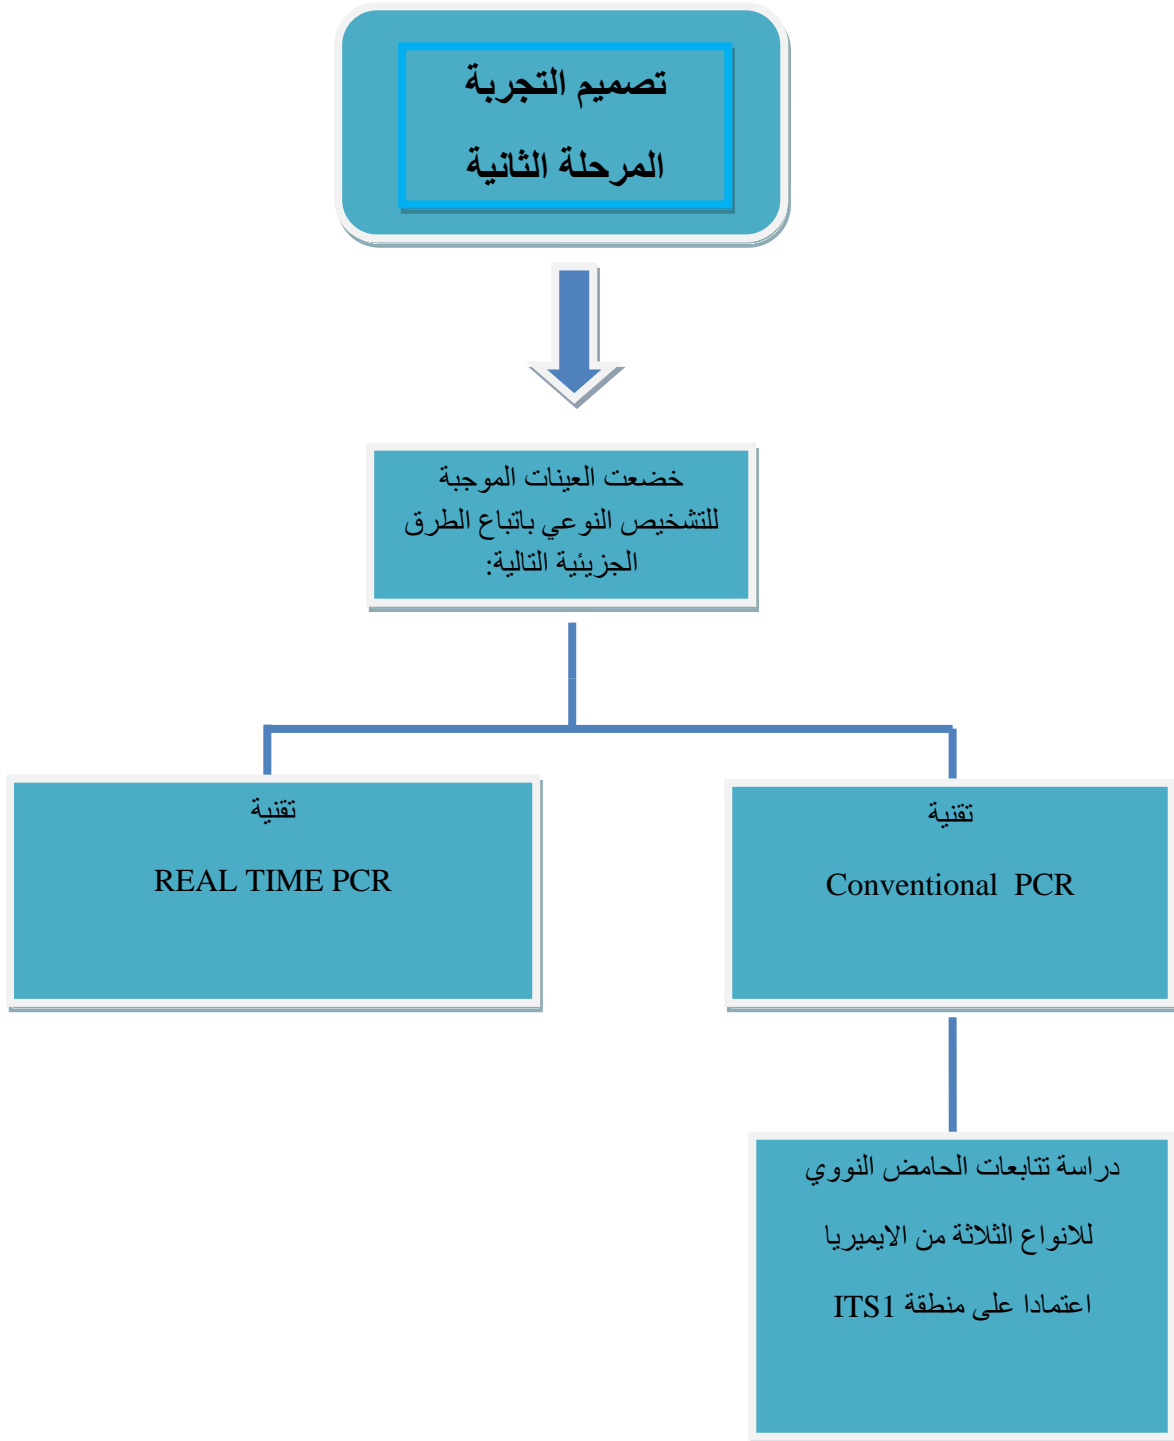 تصميم التجربة
المرحلة الثانية
خضعت العينات الموجبة
للتشخيص النوعي باتباع الطرق
الجزيئية التالية:
تقنية
Conventional PCR
تقنية
REAL TIME PCR
دراسة تتابعات الحامض النووي
للانواع الثلاثة من الايميريا
اعتمادا على منطقة ITS1